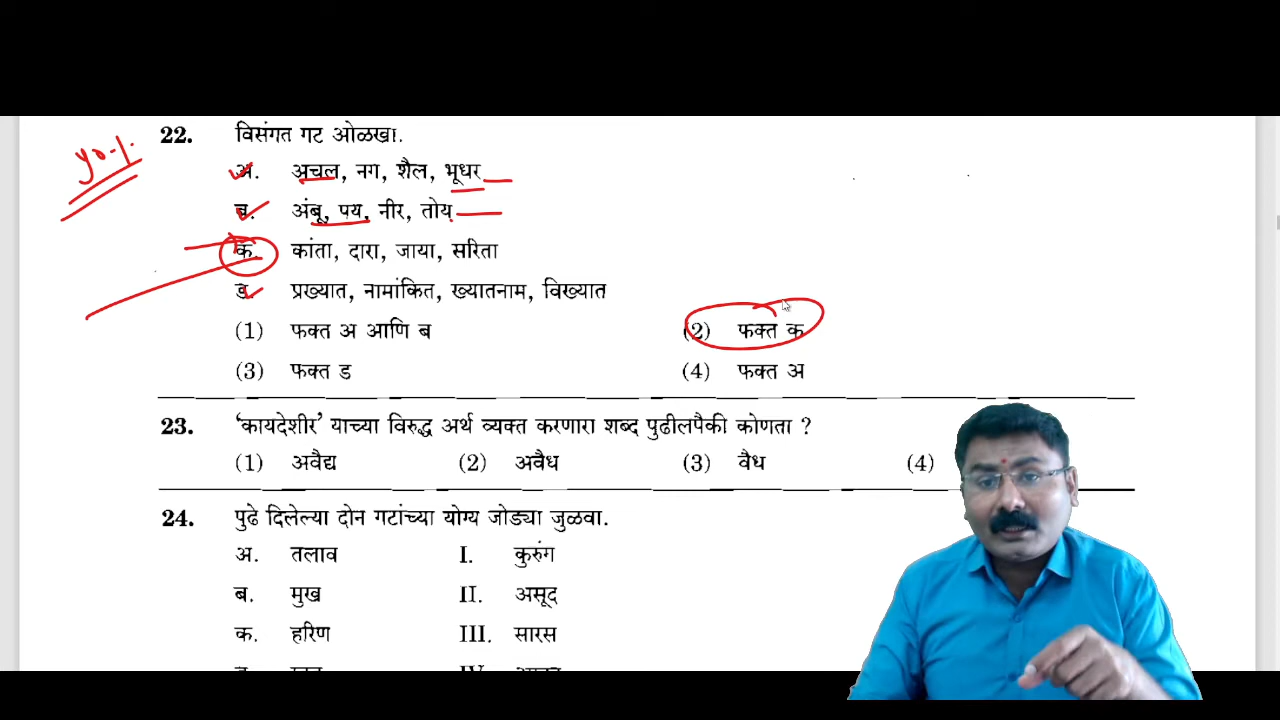 22. विसंगत गट ओळखा.
अ. अचल, नग, शैल, भूधर
ब. अंबू, पय, नीर, तोय
क. कांता, दारा, जाया, सरिता
ड. प्रख्यात, नामांकित, ख्यातनाम, विख्यात
(1) फक्त अ आणि ब (2) फक्त क
(3) फक्त ड (4) फक्त अ
23. ‘कायदेशीर’ याच्या विरुद्ध अर्थ व्यक्त करणारा शब्द पुढीलपैकी कोणता ?
(1) अवैद्य (2) अवैध (3) वैध (4)
24. पुढे दिलेल्या दोन गटांच्या योग्य जोड्या जुळवा.
अ. तलाव I. कुरुंग
ब. मुख II. असूद
क. हरिण III. सारस